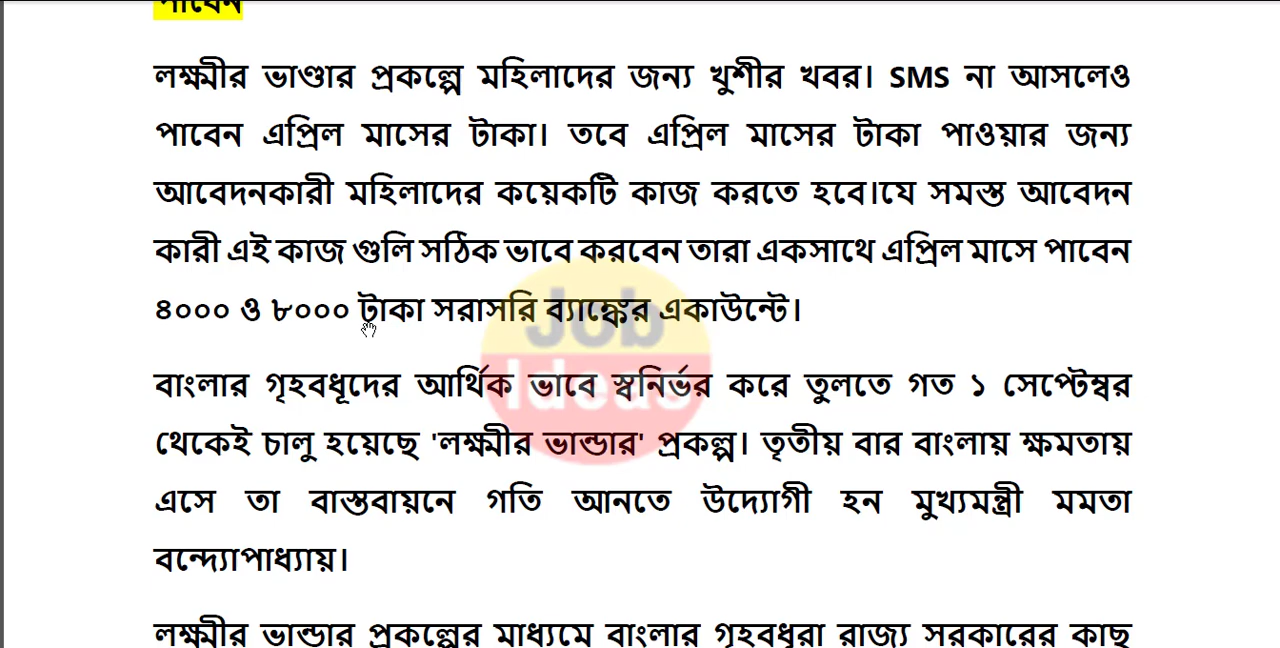 পাবেন
লক্ষ্মীর ভাণ্ডার প্রকল্পে মহিলাদের জন্য খুশীর খবর। SMS না আসলেও
পাবেন এপ্রিল মাসের টাকা। তবে এপ্রিল মাসের টাকা পাওয়ার জন্য
আবেদনকারী মহিলাদের কয়েকটি কাজ করতে হবে।যে সমস্ত আবেদন
কারী এই কাজ গুলি সঠিক ভাবে করবেন তারা একসাথে এপ্রিল মাসে পাবেন
৪০০০ ও ৮০০০ টাকা সরাসরি ব্যাঙ্কের একাউন্টে।
Job
Ideas
বাংলার গৃহবধূদের আর্থিক ভাবে স্বনির্ভর করে তুলতে গত ১ সেপ্টেম্বর
থেকেই চালু হয়েছে 'লক্ষ্মীর ভান্ডার' প্রকল্প। তৃতীয় বার বাংলায় ক্ষমতায়
এসে তা বাস্তবায়নে গতি আনতে উদ্যোগী হন মুখ্যমন্ত্রী মমতা
বন্দ্যোপাধ্যায়।
লক্ষ্মীর ভান্ডার প্রকল্পের মাধ্যমে বাংলার গৃহবধূরা রাজ্য সরকারের কাছ